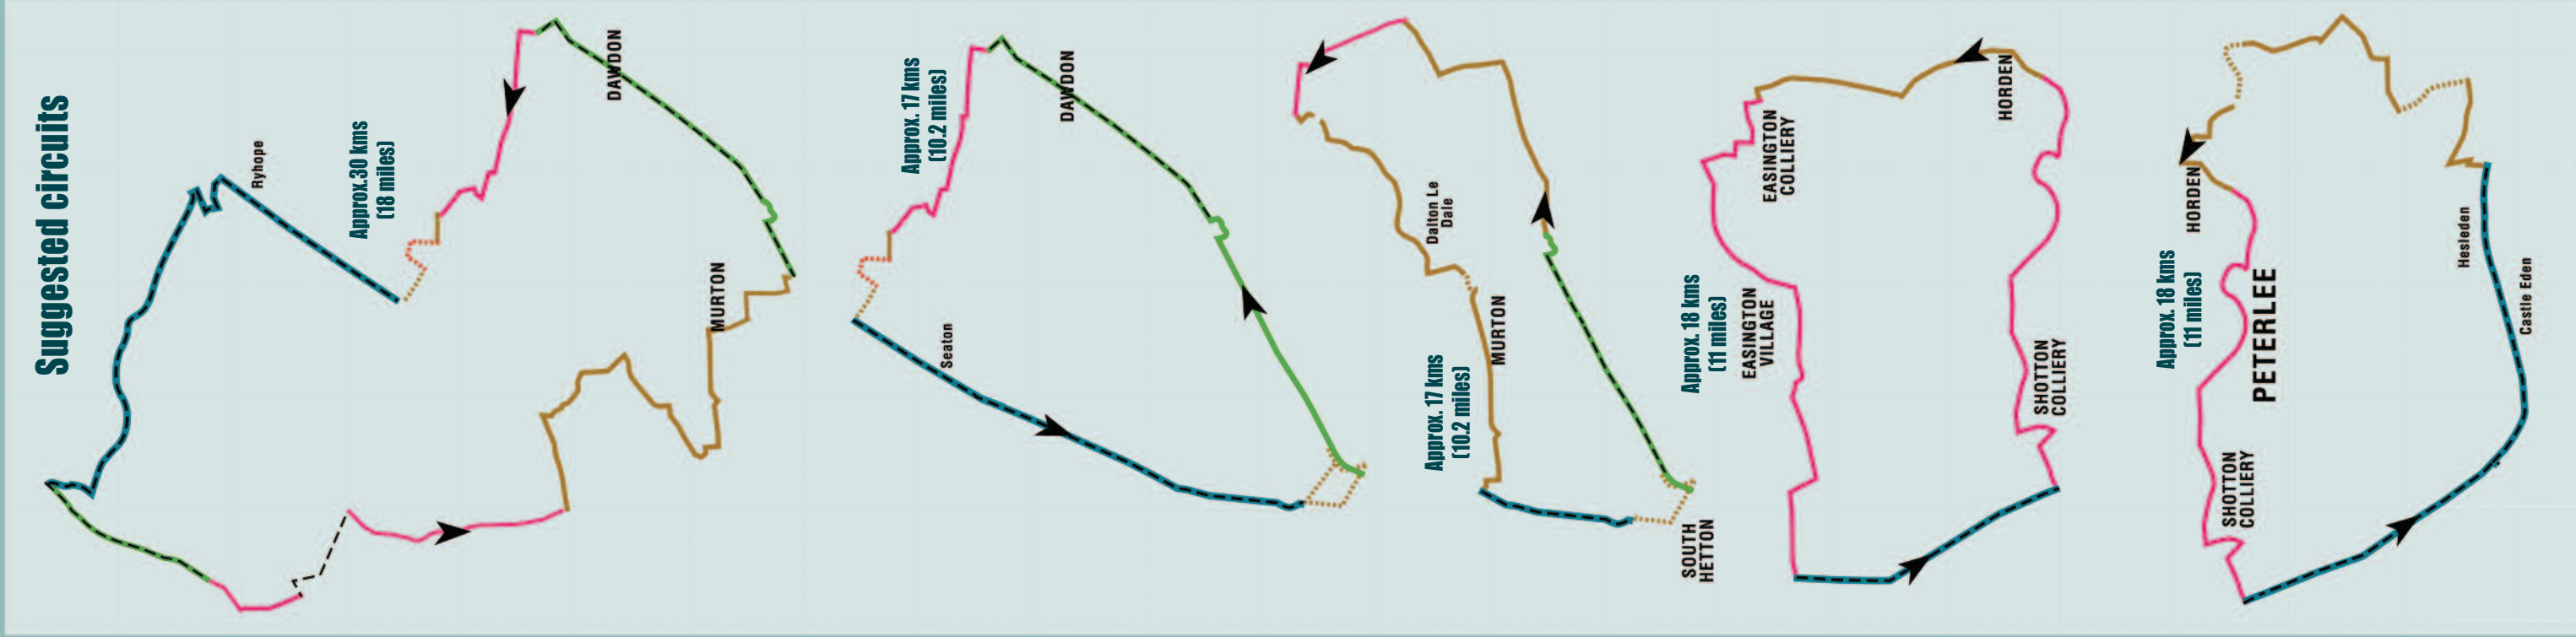 Suggested circuits
Ryhope
Approx.30 kms
(18 miles)
DAWDON
MURTON
Approx. 17 kms
(10.2 miles)
DAWDON
Seaton
Dalton Le
Dale
MURTON
Approx. 17 kms
(10.2 miles)
SOUTH
HETTON
Approx. 18 kms
(11 miles)
EASINGTON
COLLIERY
EASINGTON
VILLAGE
HORDEN
SHOTTON
COLLIERY
Approx. 18 kms
(11 miles)
HORDEN
PETERLEE
SHOTTON
COLLIERY
Hesleden
Castle Eden